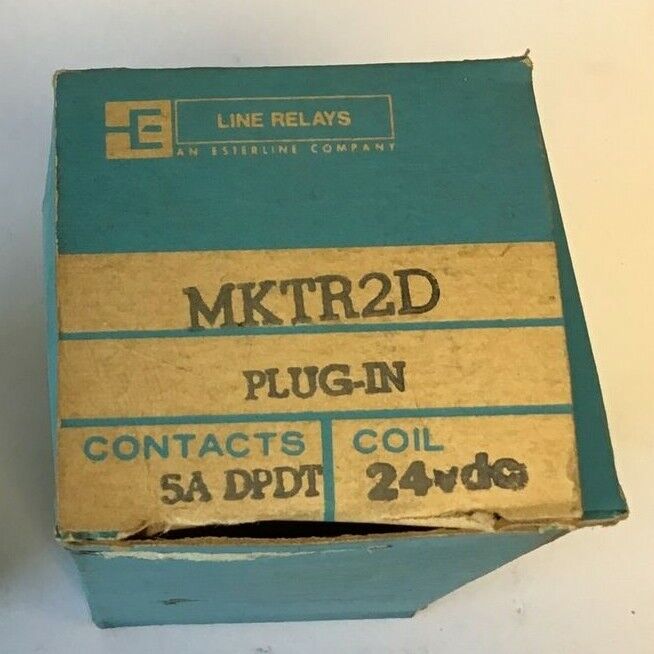 LINE RELAYS
AN ESTERLINE COMPANY
MKTR2D
PLUG-IN
CONTACTS COIL
5A DPDT 24vdc